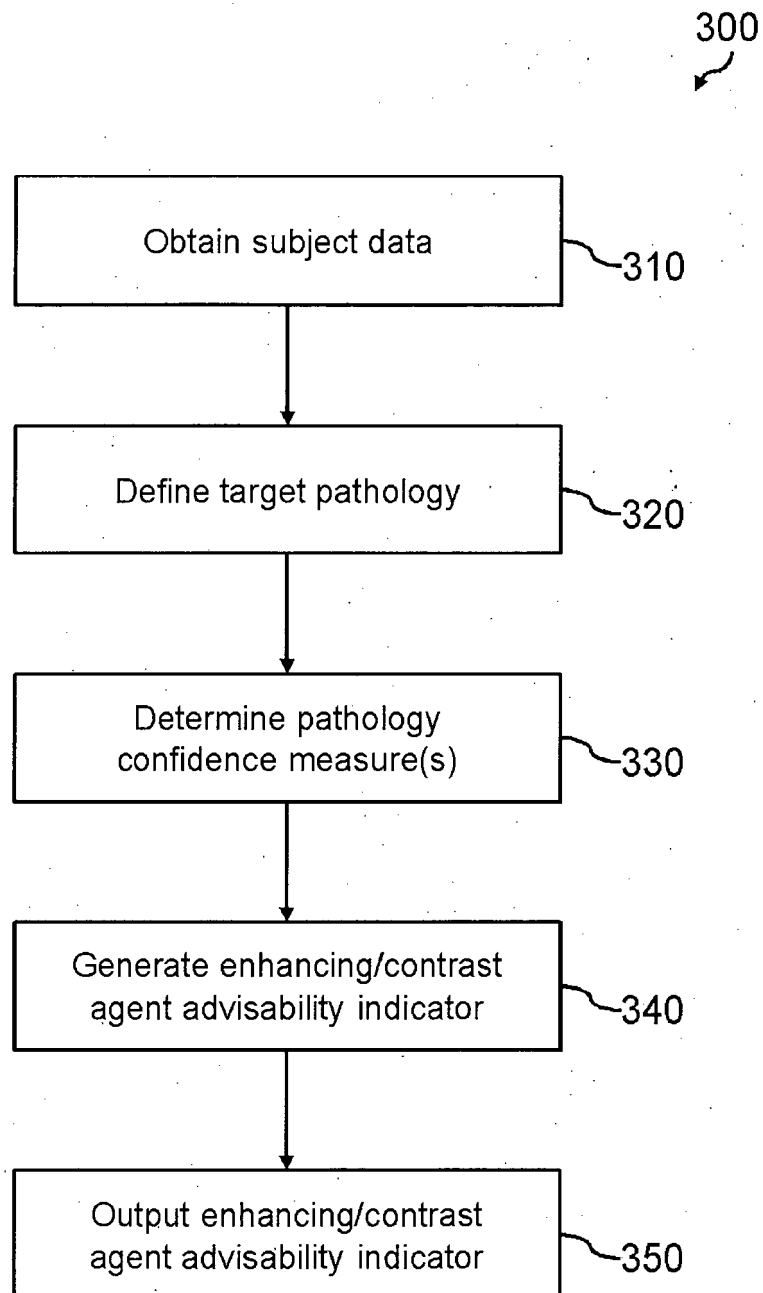 300
Obtain subject data
310
Define target pathology
320
Determine pathology
confidence measure(s)
330
Generate enhancing/contrast
agent advisability indicator
340
Output enhancing/contrast
agent advisability indicator
350